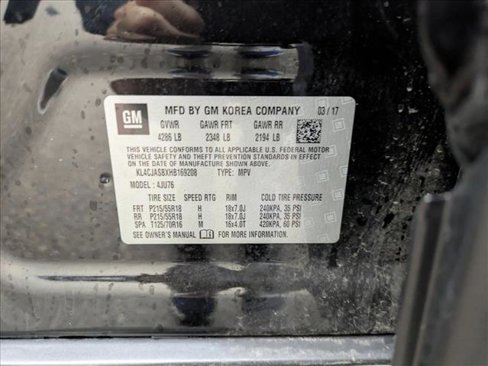 GM
MFD BY GM KOREA COMPANY 03 / 17
GVWR GAWR FRT GAWR RR
4286 LB 2348 LB 2194 LB
THIS VEHICLE CONFORMS TO ALL APPLICABLE U.S. FEDERAL MOTOR
VEHICLE SAFETY, BUMPER, AND THEFT PREVENTION STANDARDS IN EFFECT
ON THE DATE OF MANUFACTURE SHOWN ABOVE.
KL4CJASBXHB169208 TYPE: MPV
MODEL: 4JU76
TIRE SIZE SPEED RTG RIM COLD TIRE PRESSURE
FRT P215/55R18 H 18x7.0J 240KPA, 35 PSI
RR P215/55R18 H 18x7.0J 240KPA, 35 PSI
SPA T125/70R16 M 16x4.0T 420KPA, 60 PSI
SEE OWNER'S MANUAL FOR MORE INFORMATION